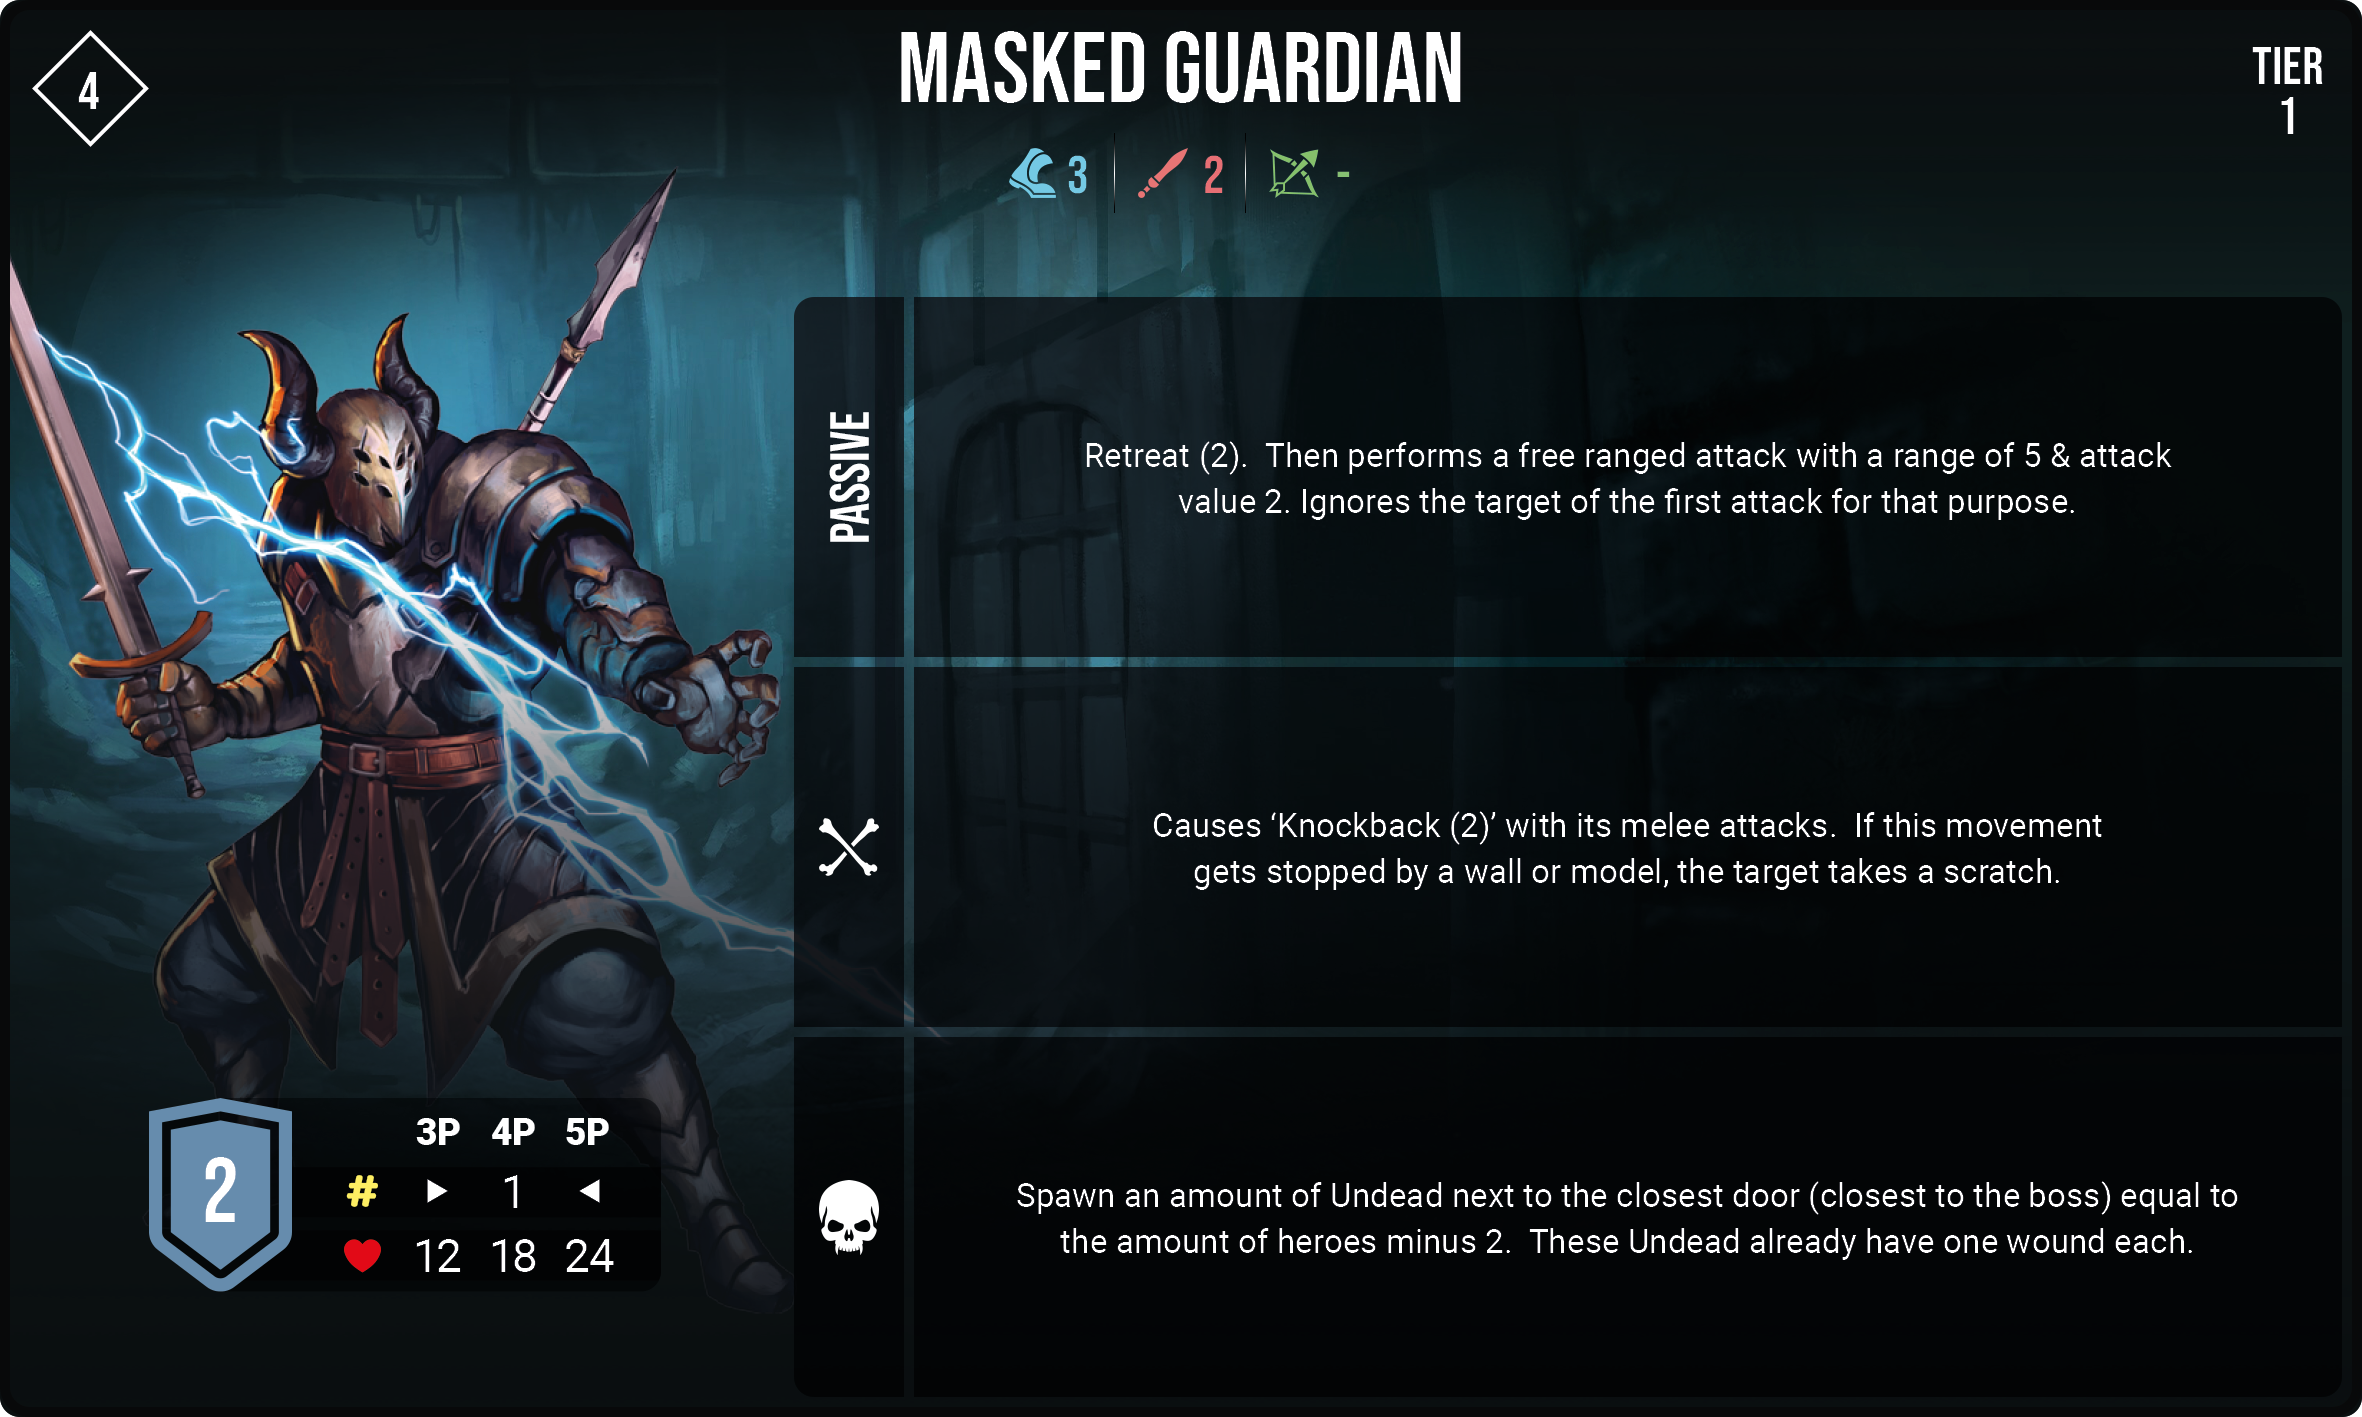 4
MASKED GUARDIAN
TIER
1
3 2 -
PASSIVE
Retreat (2).  Then performs a free ranged attack with a range of 5 & attack
value 2. Ignores the target of the first attack for that purpose.
Causes ‘Knockback (2)’ with its melee attacks.  If this movement
gets stopped by a wall or model, the target takes a scratch.
Spawn an amount of Undead next to the closest door (closest to the boss) equal to
the amount of heroes minus 2.  These Undead already have one wound each.
2
3P 4P 5P
# ▶ 1 ◀
12 18 24